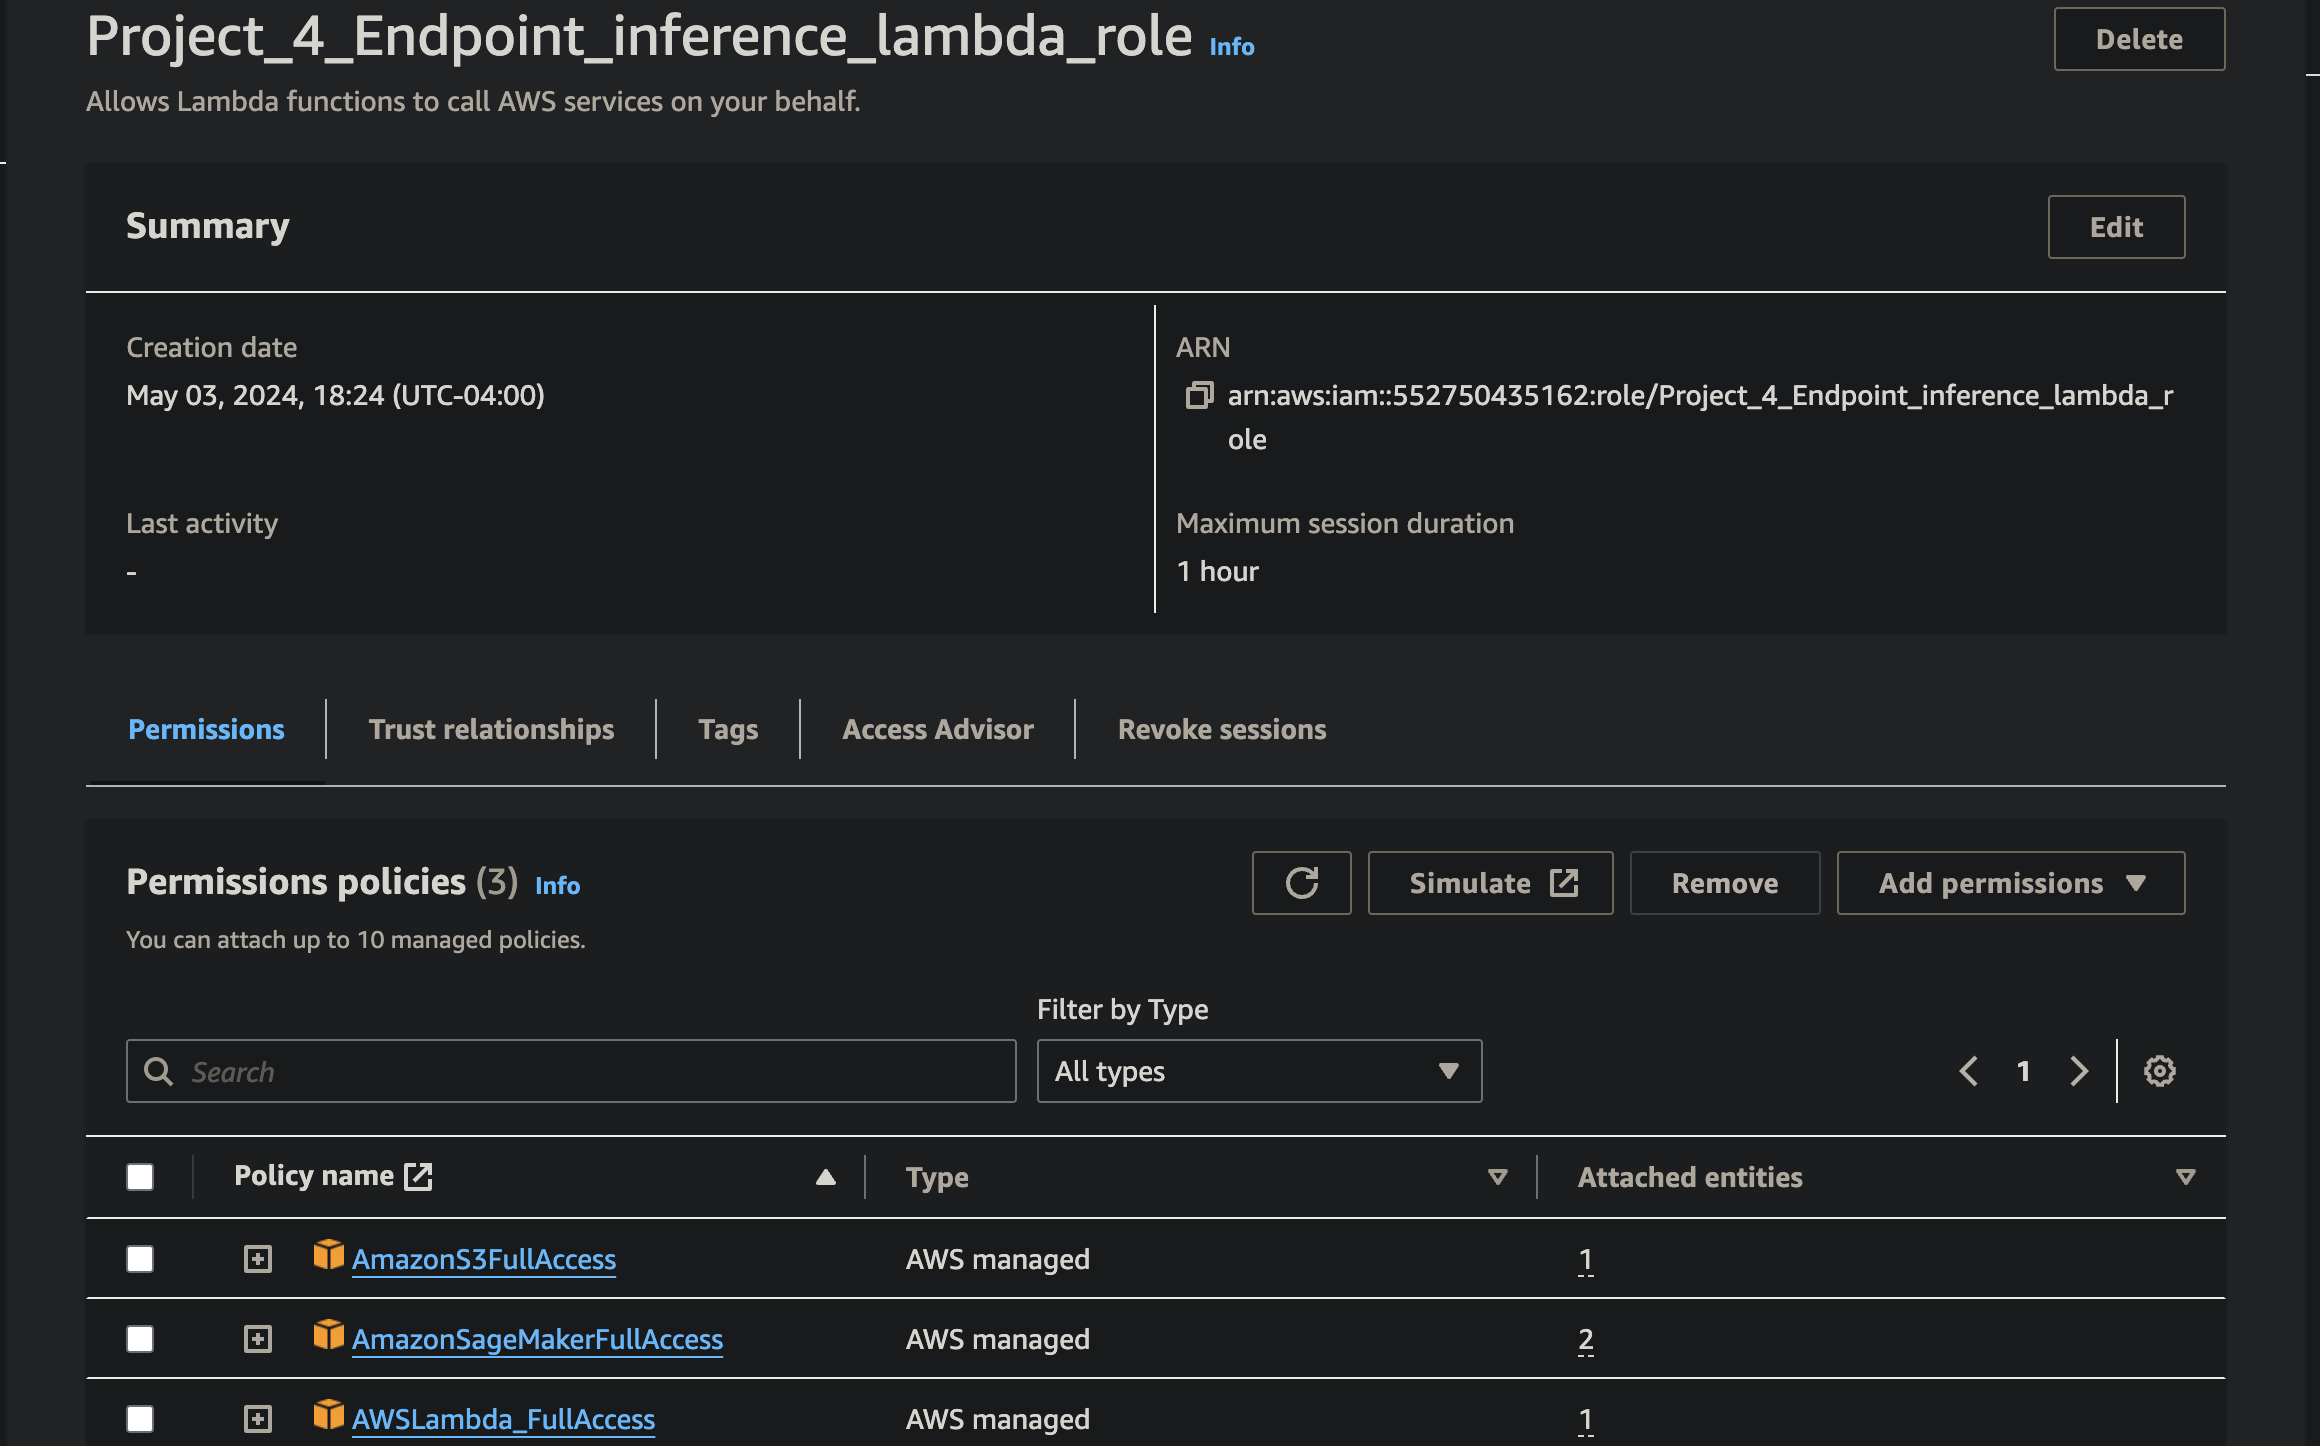 Project_4_Endpoint_inference_lambda_role Info
Delete
Allows Lambda functions to call AWS services on your behalf.
Summary
Edit
Creation date
May 03, 2024, 18:24 (UTC-04:00)
ARN
arn:aws:iam::552750435162:role/Project_4_Endpoint_inference_lambda_r
ole
Last activity
-
Maximum session duration
1 hour
Permissions
Trust relationships
Tags
Access Advisor
Revoke sessions
Permissions policies (3) Info
Simulate
Remove
Add permissions
You can attach up to 10 managed policies.
Filter by Type
Search
All types
1
Policy name
Type
Attached entities
AmazonS3FullAccess
AWS managed
1
AmazonSageMakerFullAccess
AWS managed
2
AWSLambda_FullAccess
AWS managed
1